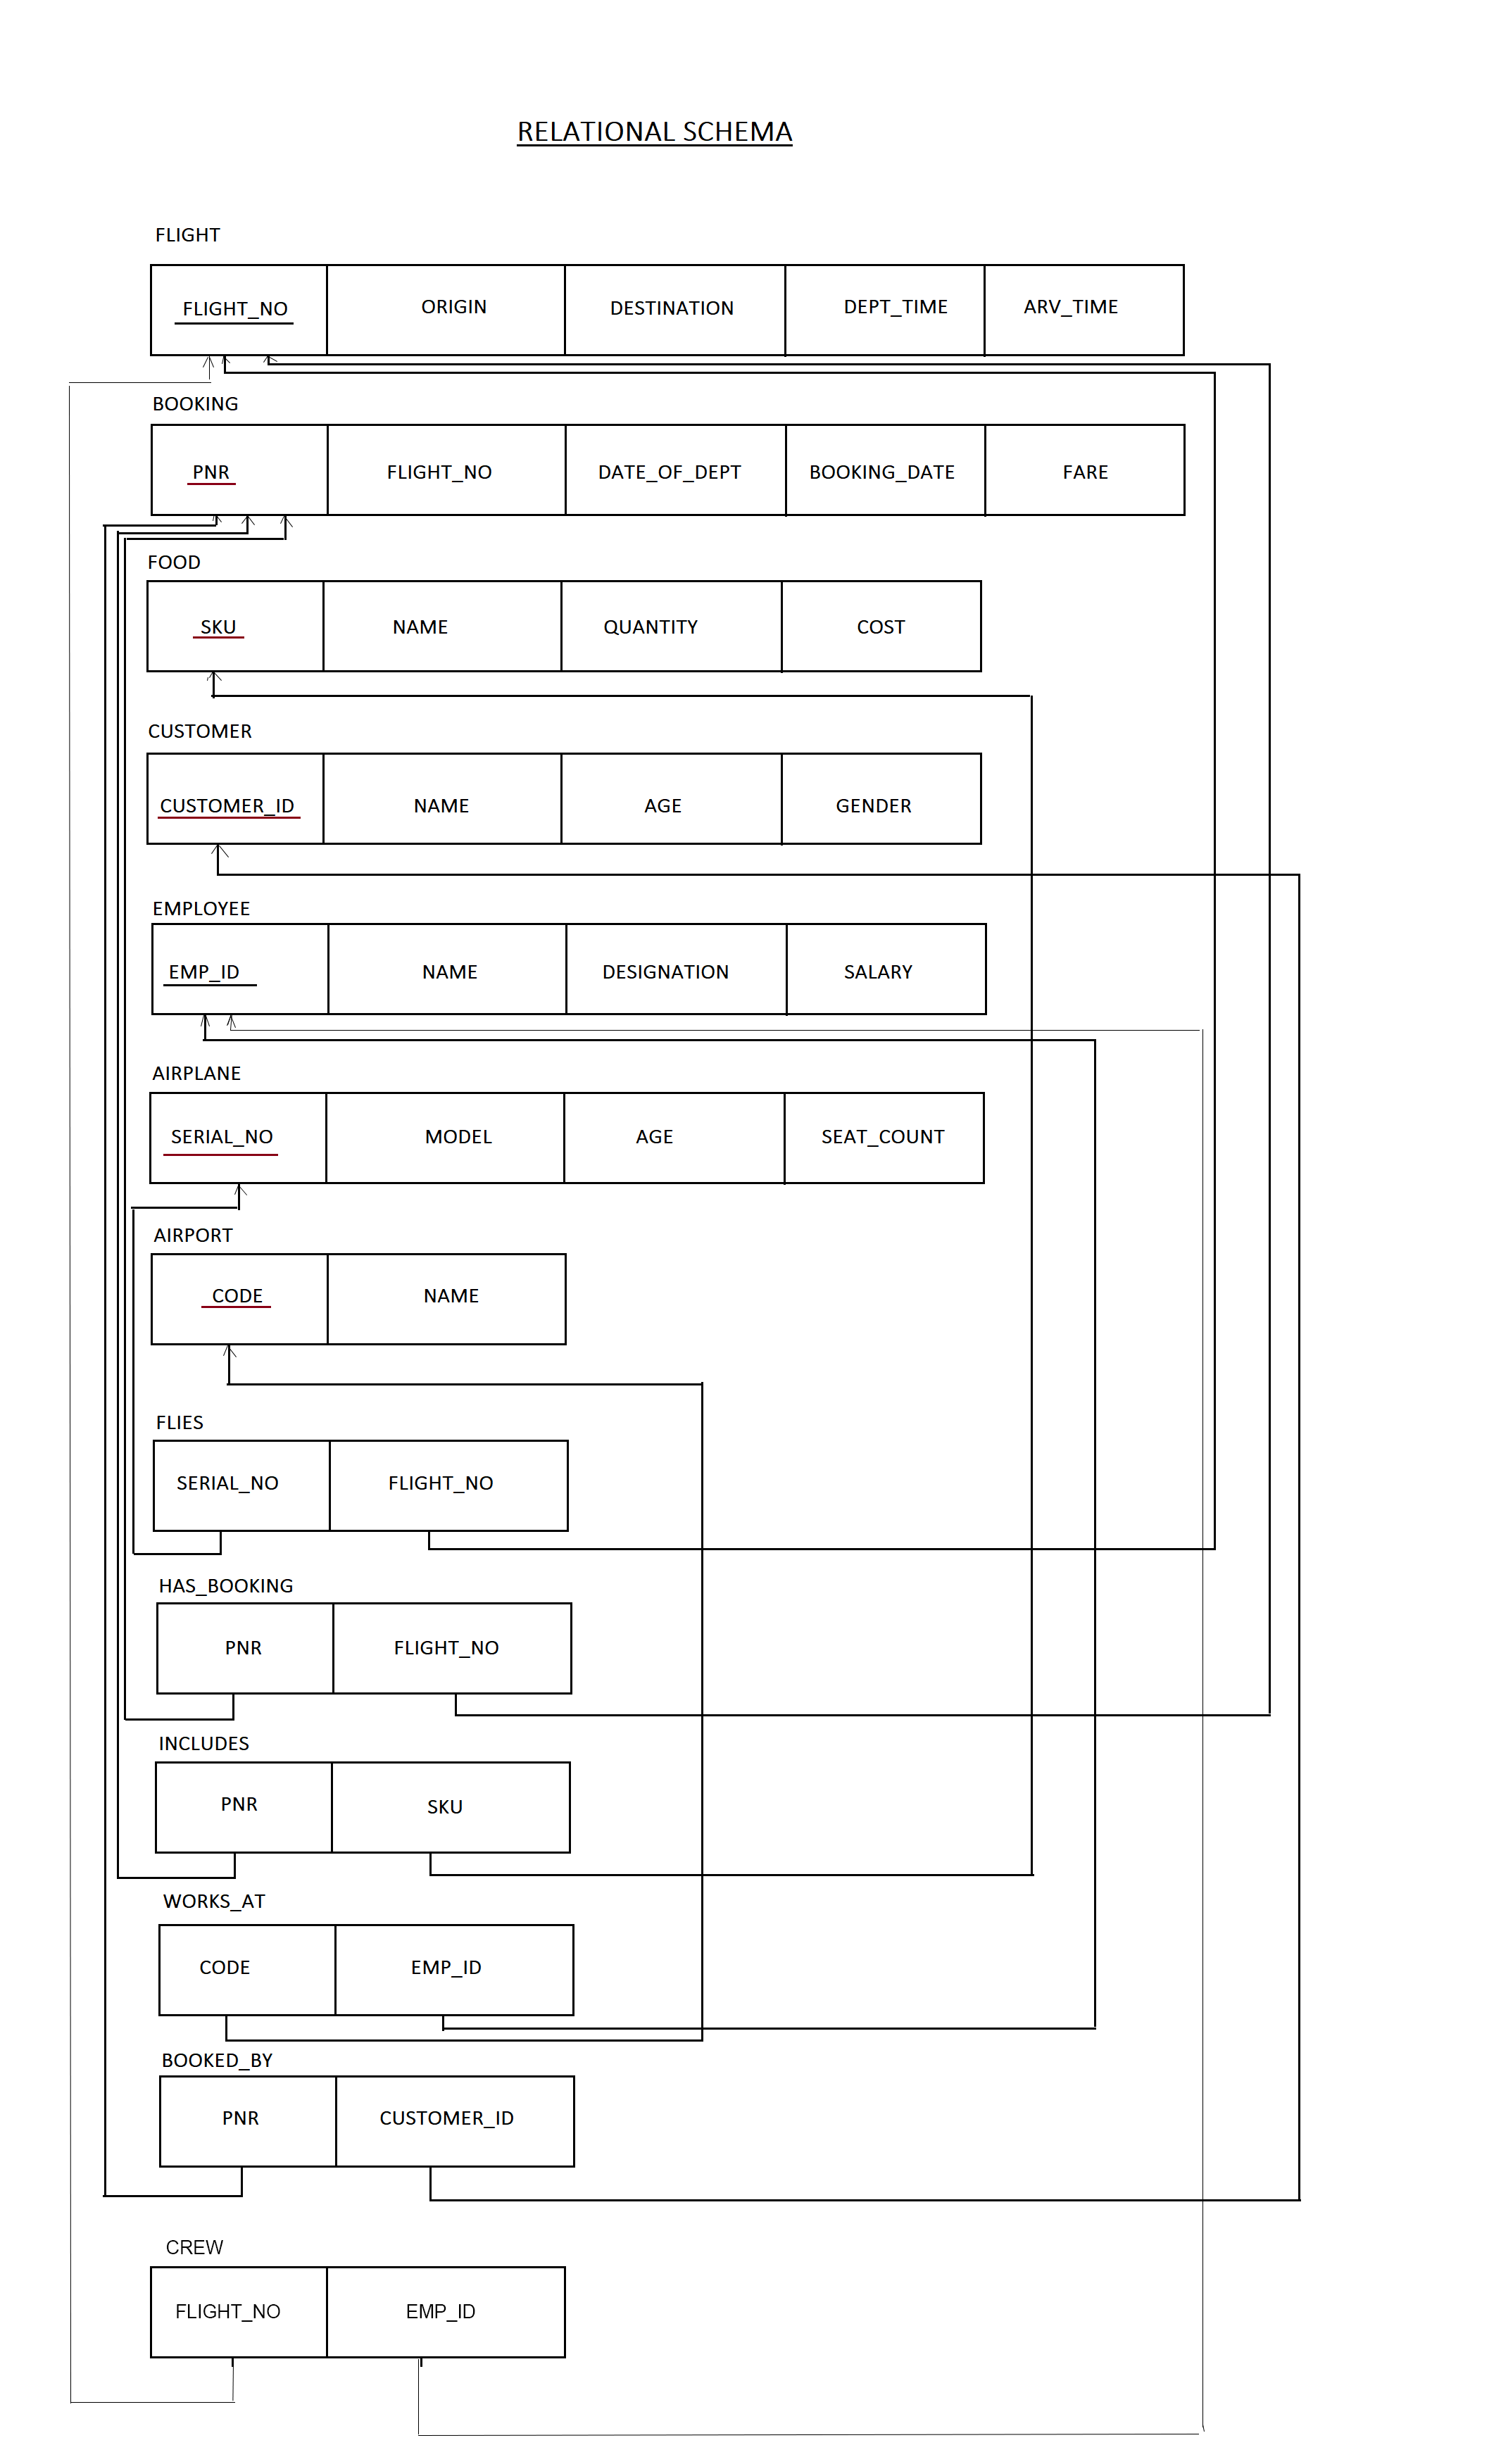 RELATIONAL SCHEMA
FLIGHT
FLIGHT_NO ORIGIN DESTINATION DEPT_TIME ARV_TIME
BOOKING
PNR FLIGHT_NO DATE_OF_DEPT BOOKING_DATE FARE
FOOD
SKU NAME QUANTITY COST
CUSTOMER
CUSTOMER_ID NAME AGE GENDER
EMPLOYEE
EMP_ID NAME DESIGNATION SALARY
AIRPLANE
SERIAL_NO MODEL AGE SEAT_COUNT
AIRPORT
CODE NAME
FLIES
SERIAL_NO FLIGHT_NO
HAS_BOOKING
PNR FLIGHT_NO
INCLUDES
PNR SKU
WORKS_AT
CODE EMP_ID
BOOKED_BY
PNR CUSTOMER_ID
CREW
FLIGHT_NO EMP_ID